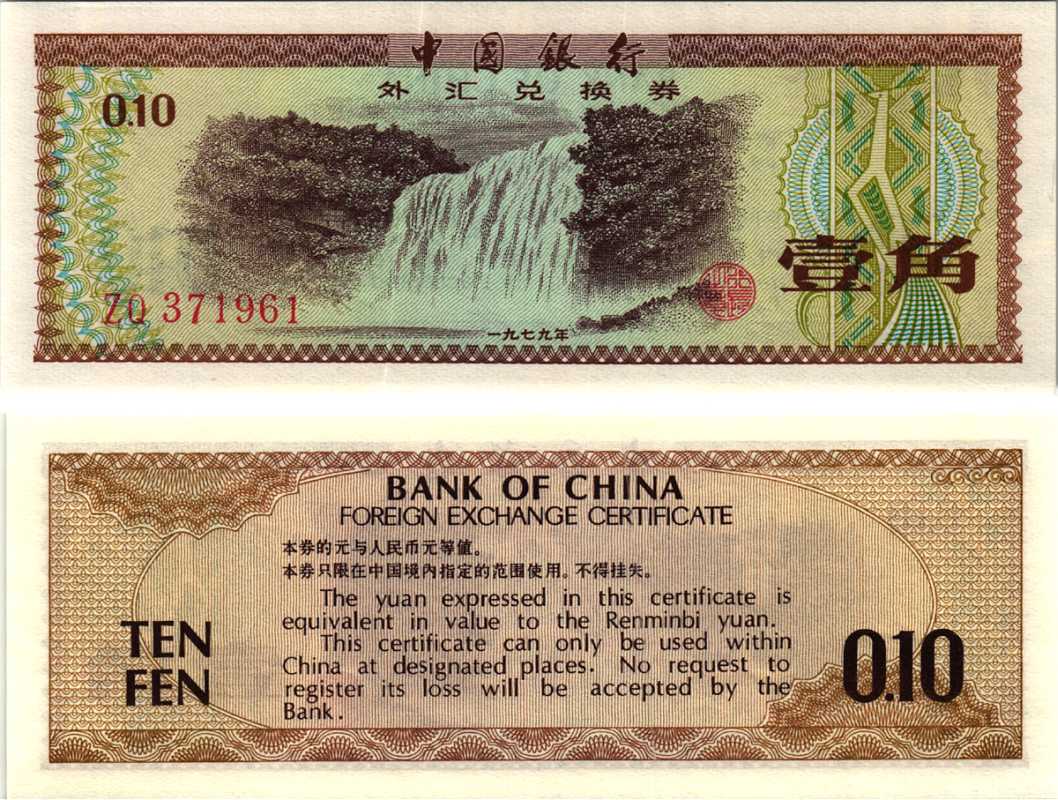 中国銀行
外汇兑换券
0.10
壹角
ZQ 371961
一九七九年
BANK OF CHINA
FOREIGN EXCHANGE CERTIFICATE
本券的元与人民币元等值。
本券只限在中国境内指定的范围使用。不得挂失。
The yuan expressed in this certificate is
equivalent in value to the Renminbi yuan.
This certificate can only be used within
China at designated places. No request to
register its loss will be accepted by the
Bank.
TEN
FEN
0.10